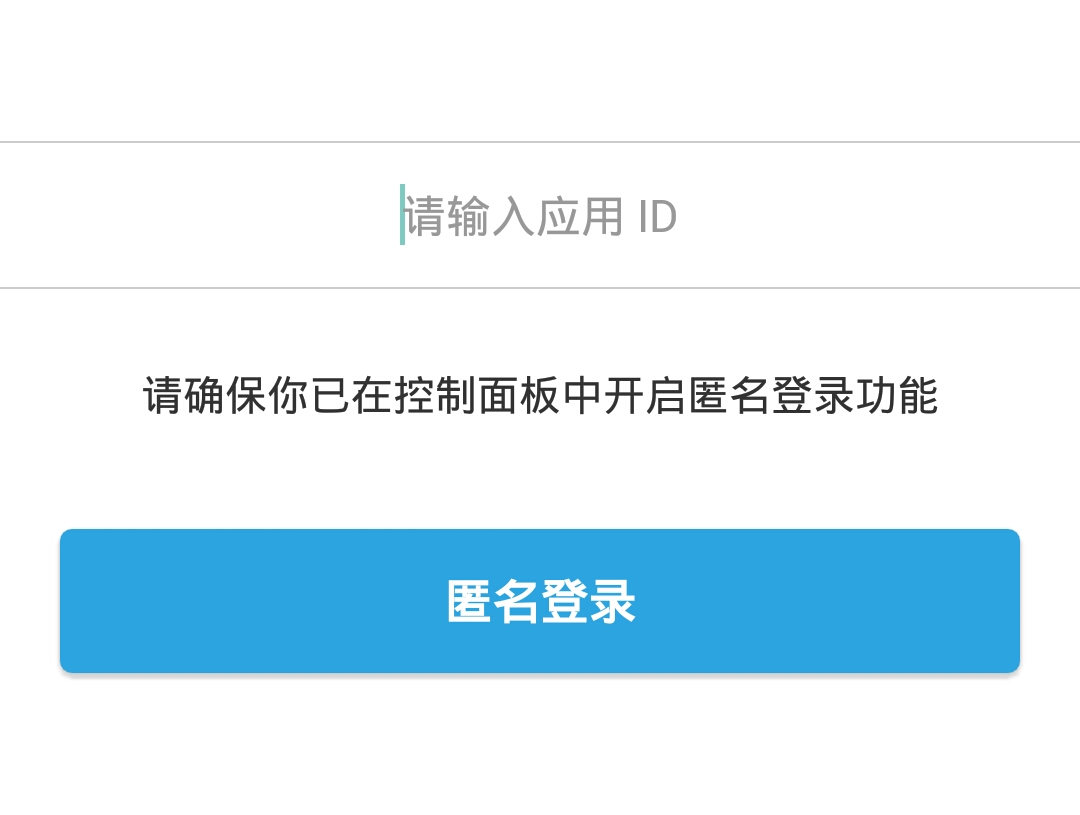 请输入应用 ID
请确保你已在控制面板中开启匿名登录功能
匿名登录